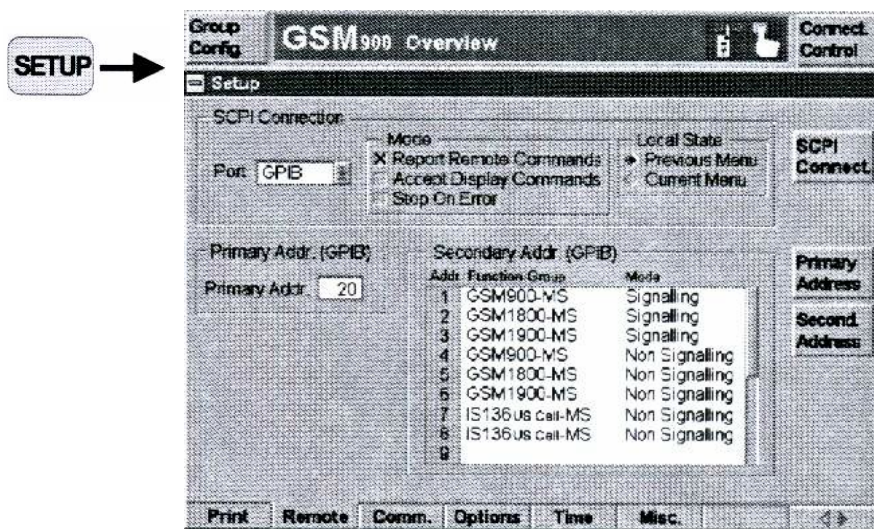 SETUP
Group
Config.
GSM900 Overview
Connect.
Control
Setup
SCPI Connection
Port GPIB
Mode
X Report Remote Commands
Accept Display Commands
Stop On Error
Local State
Previous Menu
Current Menu
SCPI
Connect.
Primary Addr. (GPIB)
Primary Addr. 20
Secondary Addr. (GPIB)
Addr. Function Group Mode
1 GSM900-MS Signalling
2 GSM1800-MS Signalling
3 GSM1900-MS Signalling
4 GSM900-MS Non Signalling
5 GSM1800-MS Non Signalling
6 GSM1900-MS Non Signalling
7 IS136 US Cell-MS Non Signalling
8 IS136 US Cell-MS Non Signalling
9
Primary
Address
Second.
Address
Print Remote Comm. Options Time Misc.